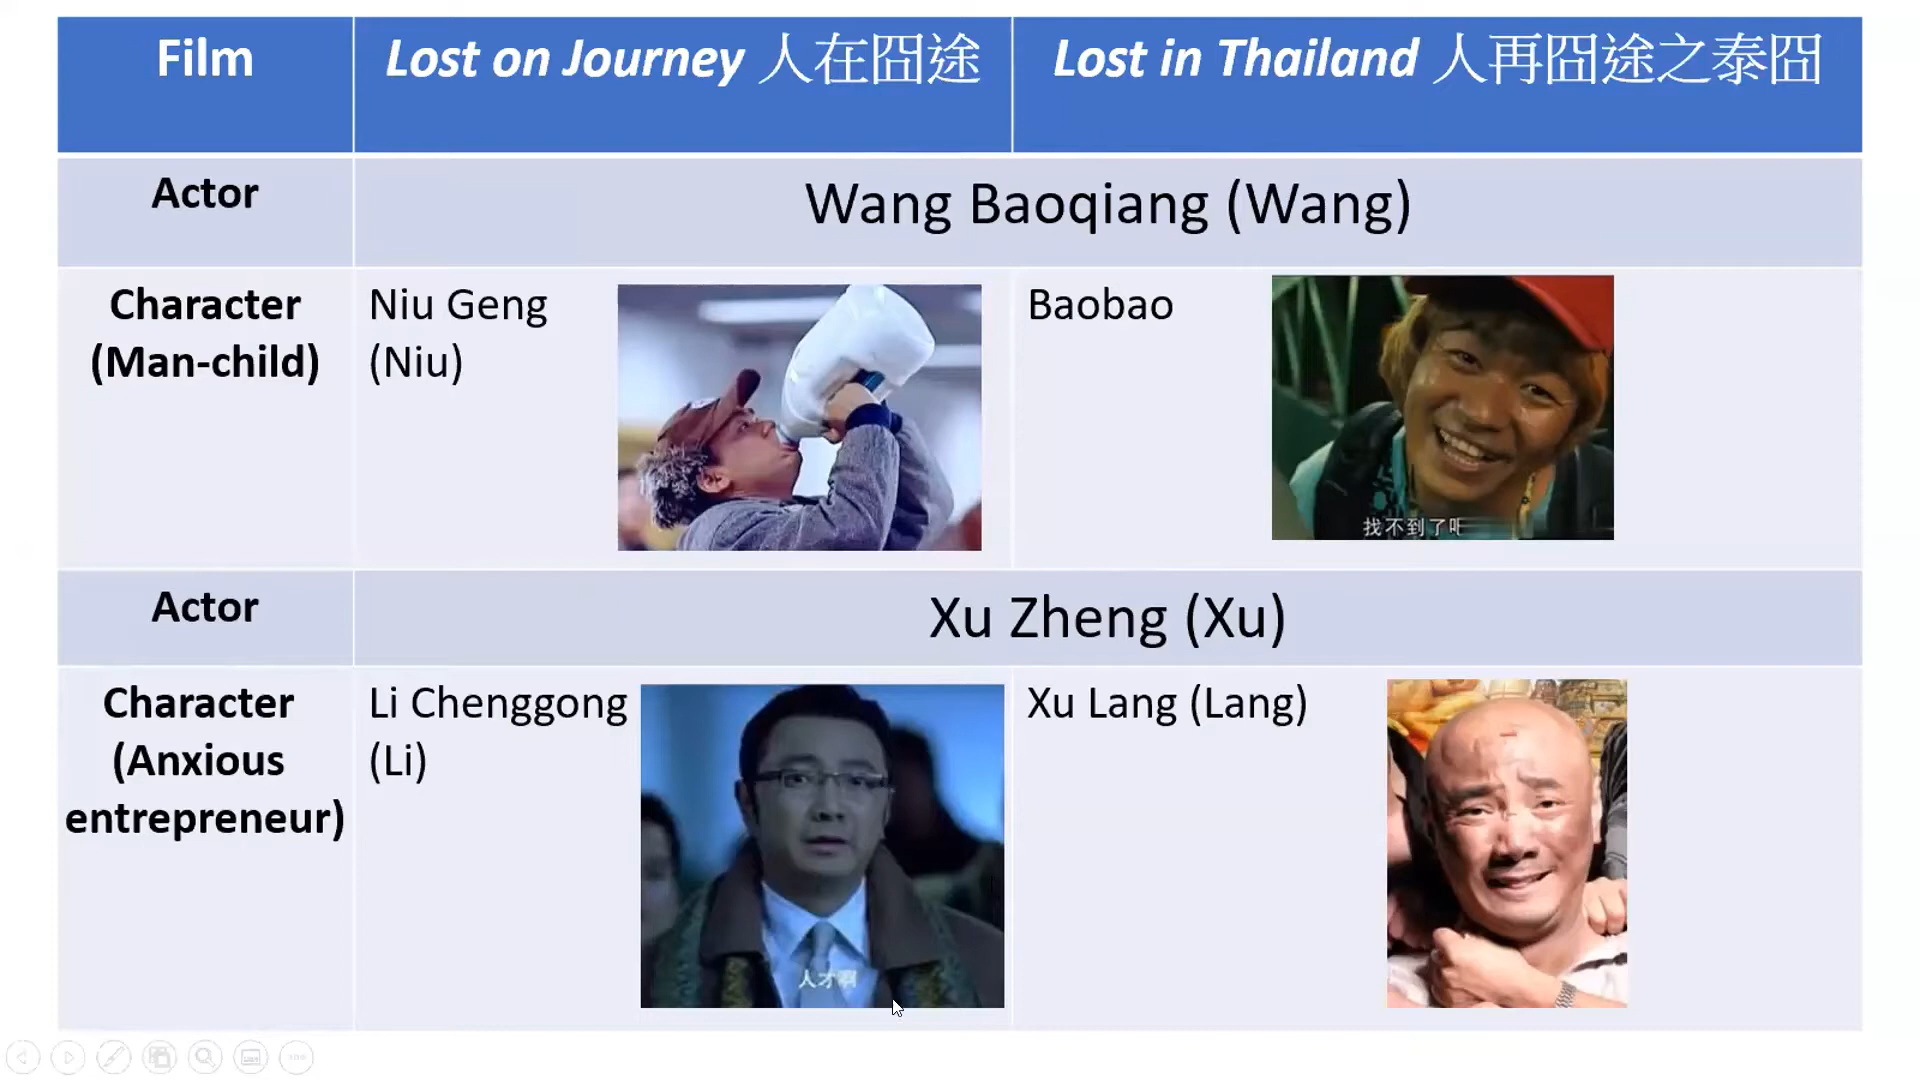 Film
Lost on Journey 人在囧途
Lost in Thailand 人再囧途之泰囧
Actor
Wang Baoqiang (Wang)
Character
(Man-child)
Niu Geng
(Niu)
Baobao
找不到了吧
Actor
Xu Zheng (Xu)
Character
(Anxious
entrepreneur)
Li Chenggong
(Li)
人才啊
Xu Lang (Lang)